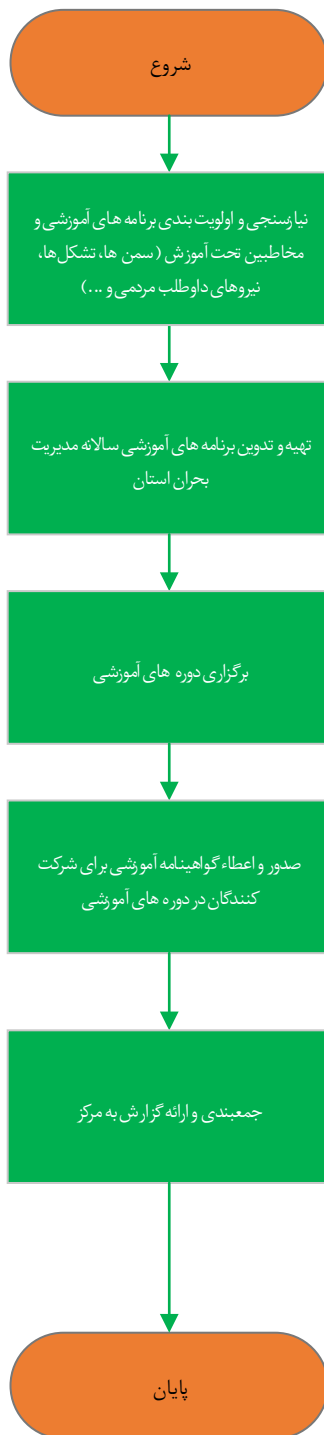 شروع
نیازسنجی و اولویت بندی برنامه های آموزشی و
مخاطبین تحت آموزش (سمن ها، تشکل‌ها،
نیروهای داوطلب مردمی و ...)
تهیه و تدوین برنامه های آموزشی سالانه مدیریت
بحران استان
برگزاری دوره های آموزشی
صدور و اعطاء گواهینامه آموزشی برای شرکت
کنندگان در دوره های آموزشی
جمعبندی و ارائه گزارش به مرکز
پایان